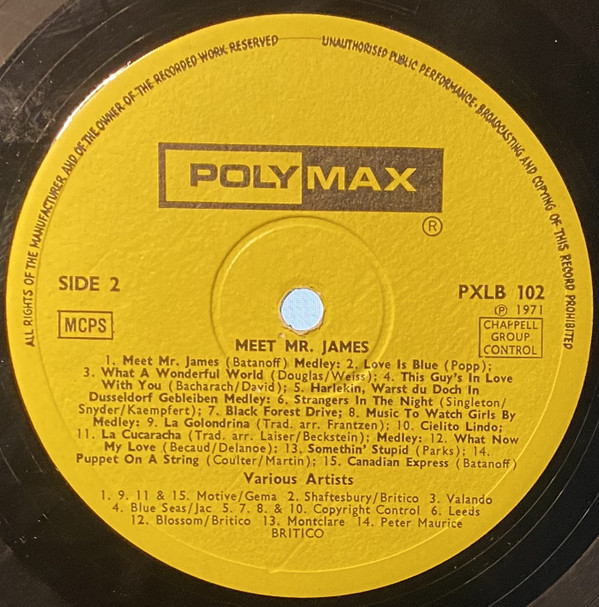 ALL RIGHTS OF THE MANUFACTURER AND OF THE OWNER OF THE RECORDED WORK RESERVED
UNAUTHORISED PUBLIC PERFORMANCE, BROADCASTING AND COPYING OF THIS RECORD PROHIBITED
POLYMAX
®
SIDE 2
PXLB 102
℗ 1971
MCPS
CHAPPELL
GROUP
CONTROL
MEET MR. JAMES
1. Meet Mr. James (Batanoff) Medley: 2. Love Is Blue (Popp);
3. What A Wonderful World (Douglas/Weiss); 4. This Guy's In Love
With You (Bacharach/David); 5. Harlekin, Warst du Doch In
Dusseldorf Gebleiben Medley: 6. Strangers In The Night (Singleton/
Snyder/Kaempfert); 7. Black Forest Drive; 8. Music To Watch Girls By
Medley: 9. La Golondrina (Trad. arr. Frantzen); 10. Cielito Lindo;
11. La Cucaracha (Trad. arr. Laiser/Beckstein); Medley: 12. What Now
My Love (Becaud/Delanoe); 13. Somethin' Stupid (Parks); 14.
Puppet On A String (Coulter/Martin); 15. Canadian Express (Batanoff)
Various Artists
1. 9. 11 & 15. Motive/Gema 2. Shaftesbury/Britico 3. Valando
4. Blue Seas/Jac. 5. 7. 8. & 10. Copyright Control 6. Leeds
12. Blossom/Britico 13. Montclare 14. Peter Maurice
BRITICO